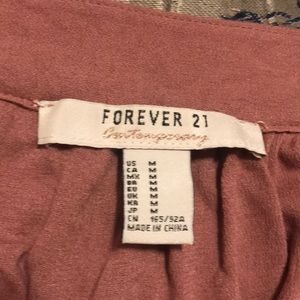 FOREVER 21
Contemporary
US M
CA M
MX M
BR M
EU M
UK M
KR M
JP M
CN 165/92A
MADE IN CHINA